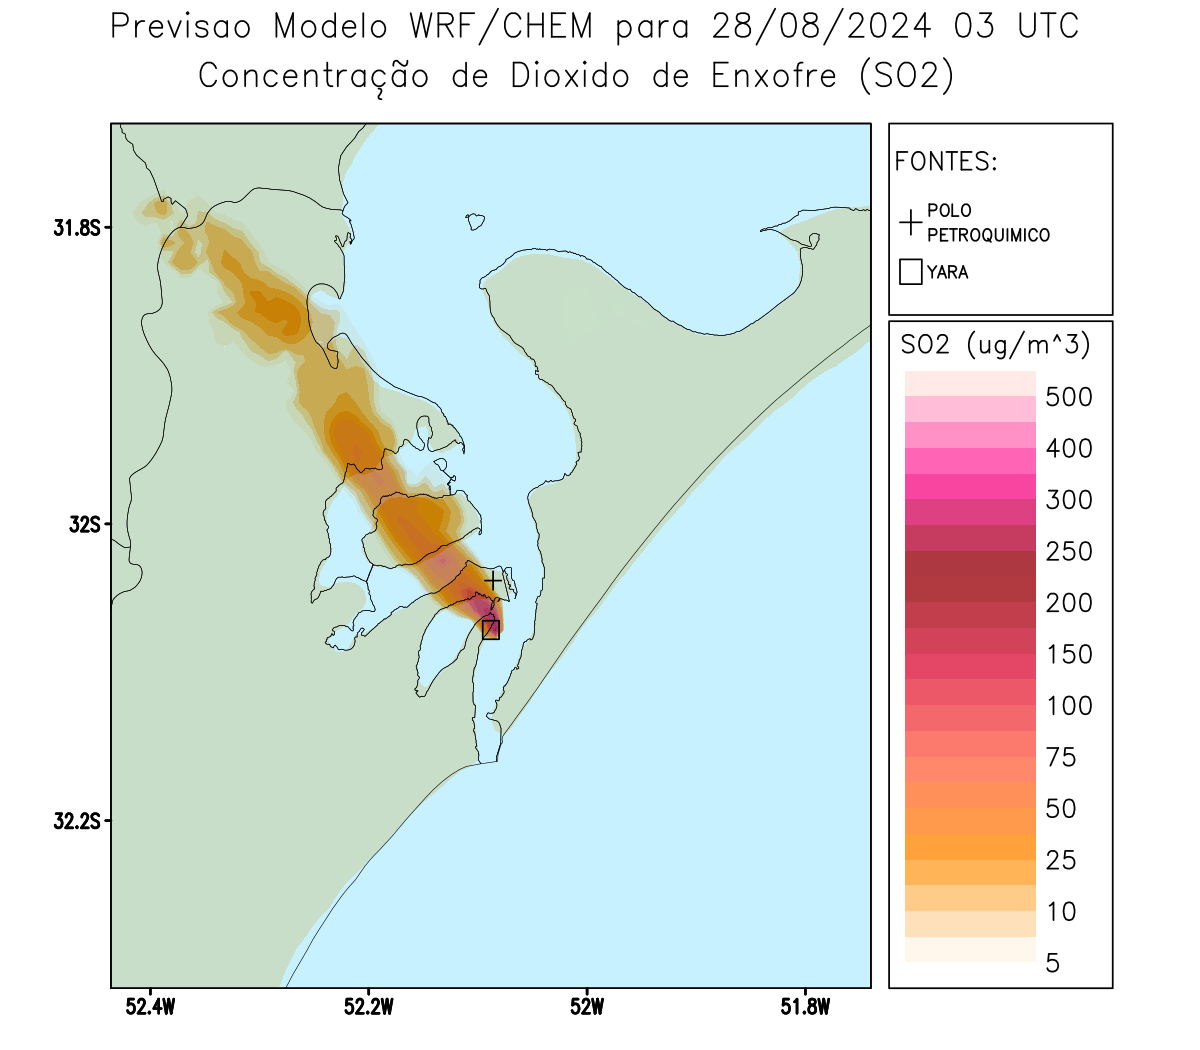 Previsao Modelo WRF/CHEM para 28/08/2024 03 UTC
Concentração de Dioxido de Enxofre (SO2)
FONTES:
POLO
PETROQUIMICO
YARA
SO2 (ug/m^3)
500
400
300
250
200
150
100
75
50
25
10
5
31.8S
32S
32.2S
52.4W
52.2W
52W
51.8W